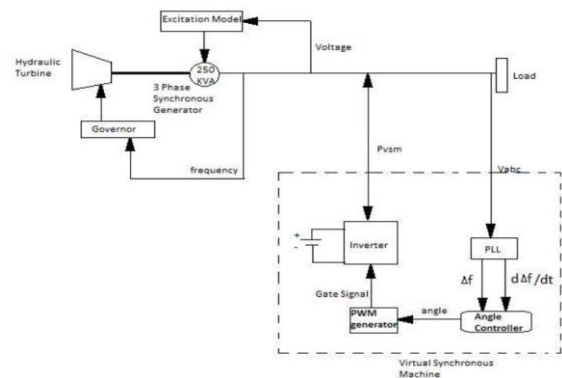 Excitation Model
Voltage
Hydraulic
Turbine
250
KVA
3 Phase
Synchronous
Generator
Load
Governor
frequency
Pvsm
Vabc
+
-
Inverter
PLL
Δf
dΔf/dt
Gate Signal
PWM
generator
angle
Angle
Controller
Virtual Synchronous
Machine